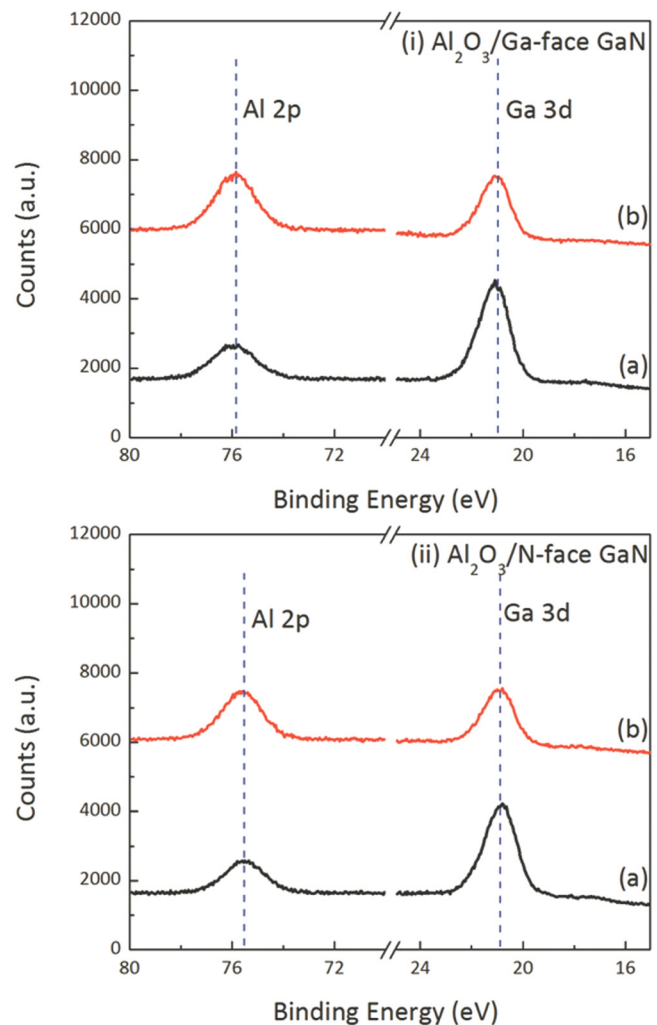 (i) Al₂O₃/Ga-face GaN
12000
10000
8000
6000
4000
2000
0
Counts (a.u.)
Al 2p
Ga 3d
(b)
(a)
80 76 72 24 20 16
Binding Energy (eV)
(ii) Al₂O₃/N-face GaN
12000
10000
8000
6000
4000
2000
0
Counts (a.u.)
Al 2p
Ga 3d
(b)
(a)
80 76 72 24 20 16
Binding Energy (eV)